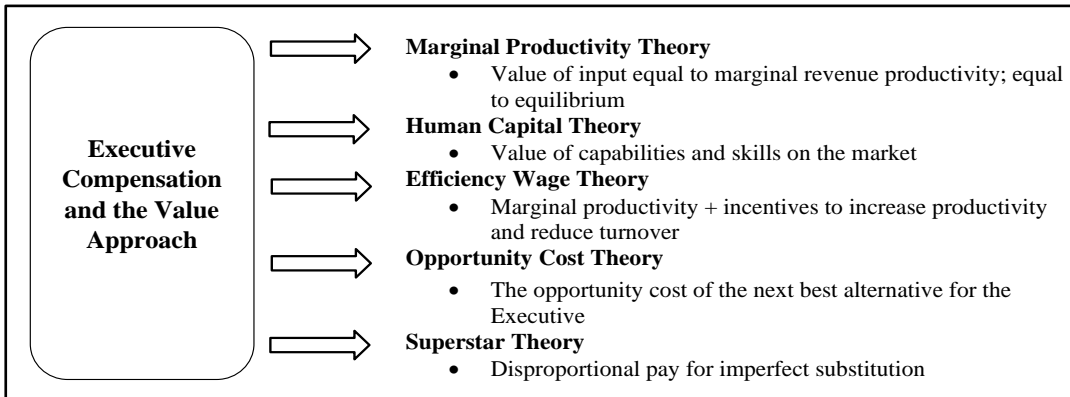 Executive
Compensation
and the Value
Approach
Marginal Productivity Theory
• Value of input equal to marginal revenue productivity; equal
to equilibrium
Human Capital Theory
• Value of capabilities and skills on the market
Efficiency Wage Theory
• Marginal productivity + incentives to increase productivity
and reduce turnover
Opportunity Cost Theory
• The opportunity cost of the next best alternative for the
Executive
Superstar Theory
• Disproportional pay for imperfect substitution